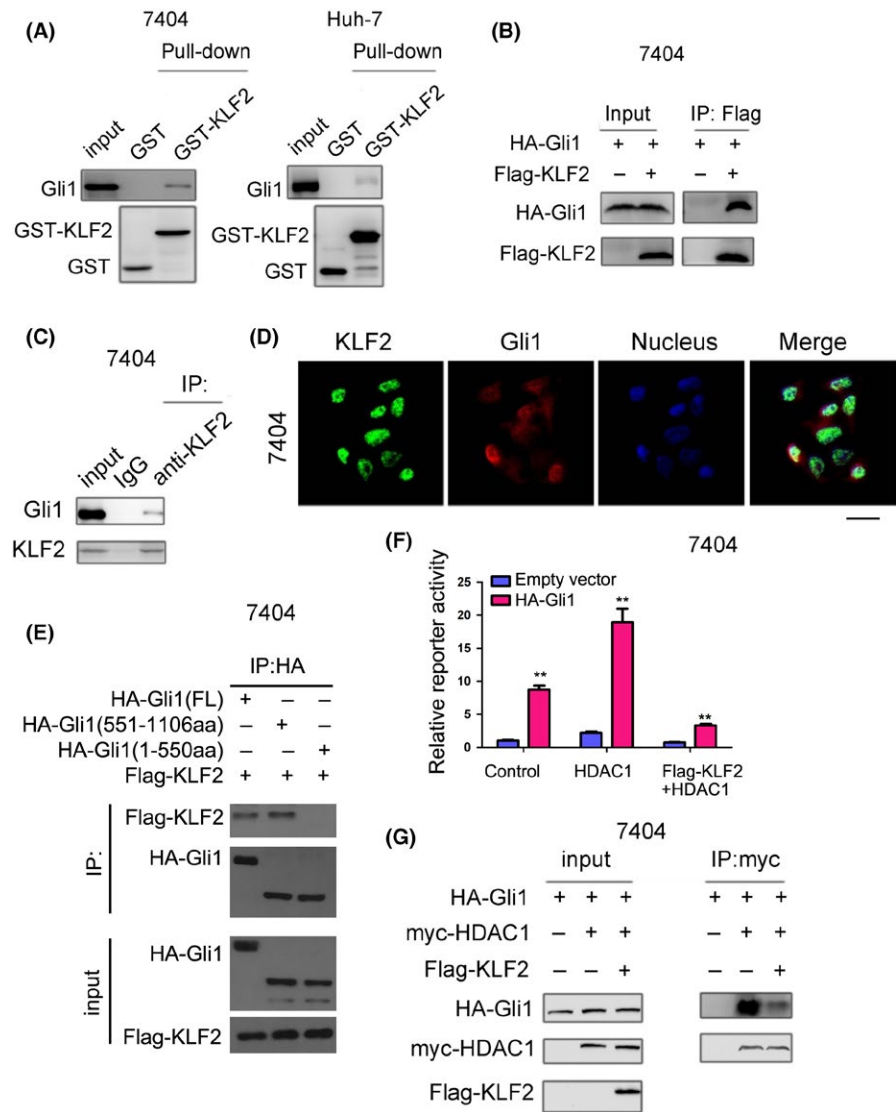 (A)
7404
Pull-down
input
GST
GST-KLF2
Gli1
GST-KLF2
GST
Huh-7
Pull-down
input
GST
GST-KLF2
Gli1
GST-KLF2
GST
(B)
7404
Input IP: Flag
HA-Gli1 + + + +
Flag-KLF2 – + – +
HA-Gli1
Flag-KLF2
(C)
7404
IP:
input
IgG
anti-KLF2
Gli1
KLF2
(D)
KLF2 Gli1 Nucleus Merge
7404
(E)
7404
IP:HA
HA-Gli1(FL) + – –
HA-Gli1(551-1106aa) – + –
HA-Gli1(1-550aa) – – +
Flag-KLF2 + + +
IP:
Flag-KLF2
HA-Gli1
input
HA-Gli1
Flag-KLF2
(F)
7404
Empty vector
HA-Gli1
Relative reporter activity
25
20
15
10
5
0
**
**
**
Control HDAC1 Flag-KLF2
+HDAC1
(G)
7404
input IP:myc
HA-Gli1 + + + + + +
myc-HDAC1 – + + – + +
Flag-KLF2 – – + – – +
HA-Gli1
myc-HDAC1
Flag-KLF2